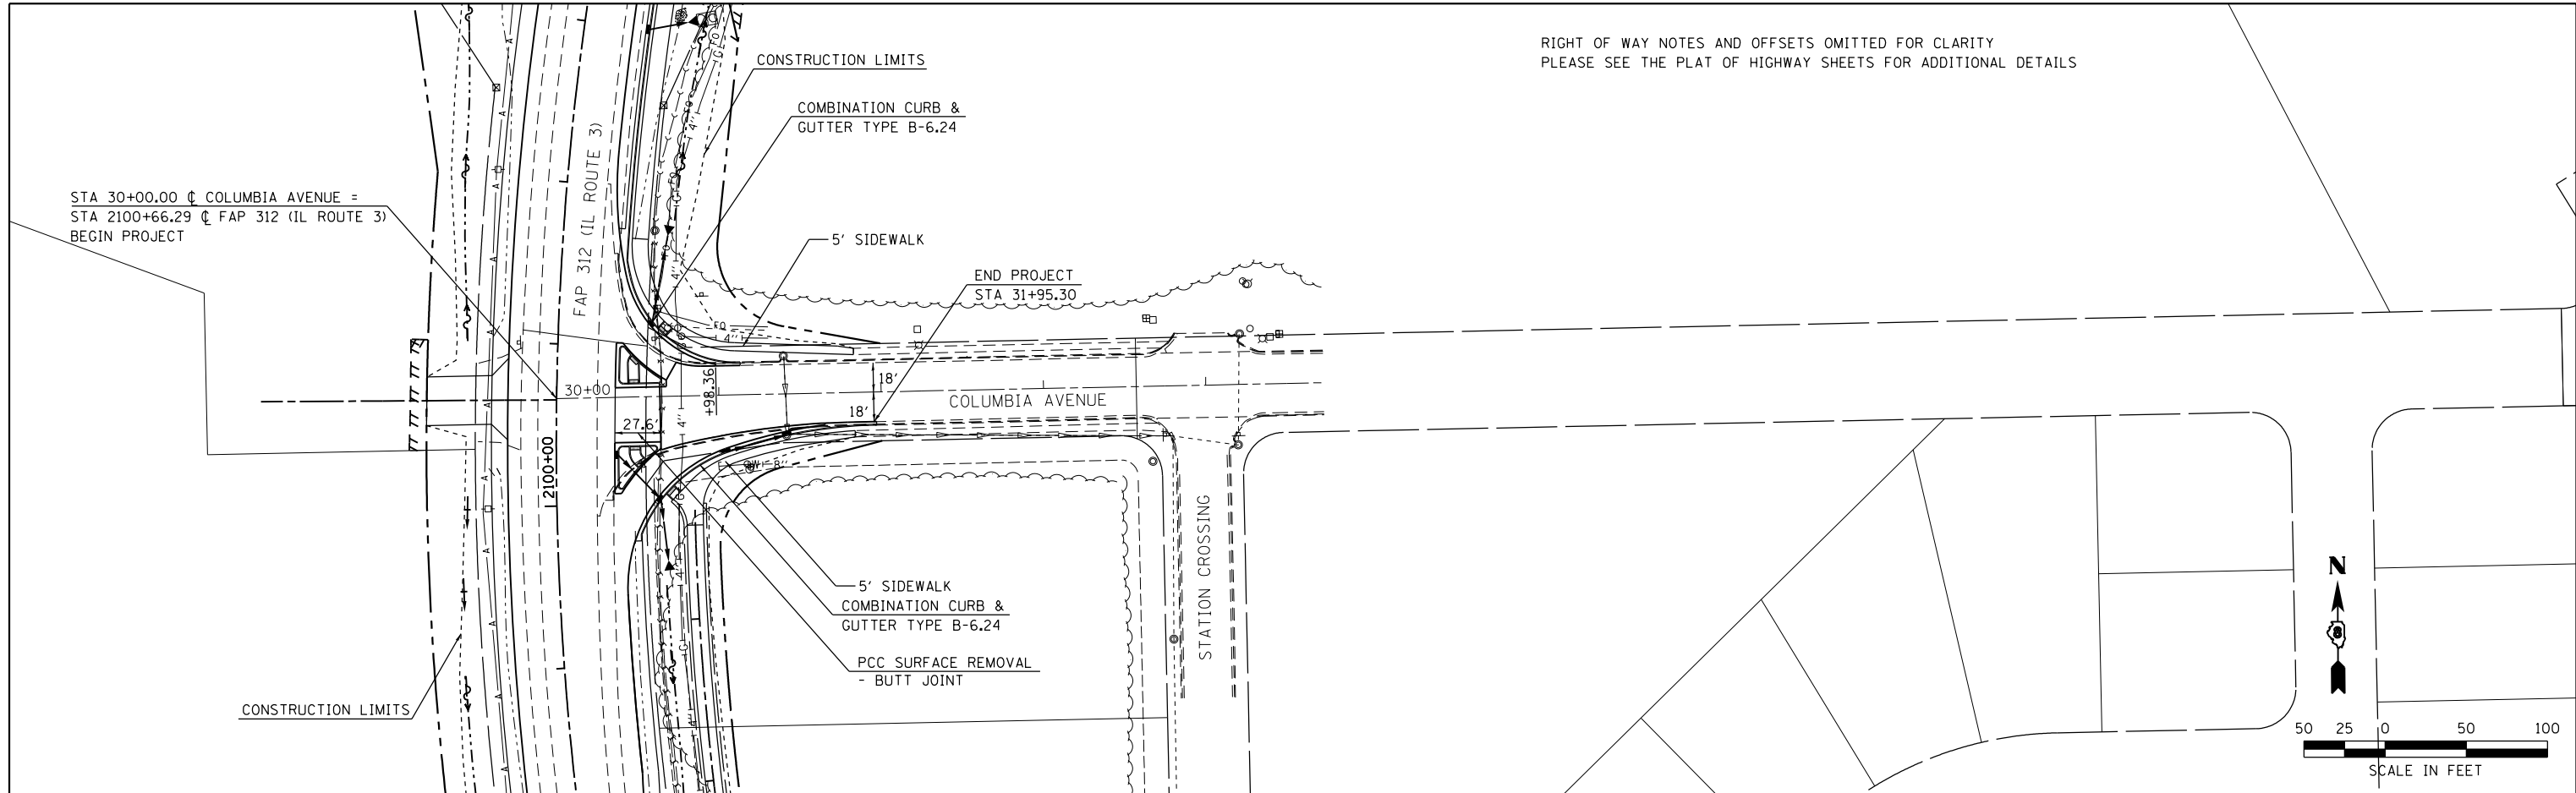 RIGHT OF WAY NOTES AND OFFSETS OMITTED FOR CLARITY
PLEASE SEE THE PLAT OF HIGHWAY SHEETS FOR ADDITIONAL DETAILS
CONSTRUCTION LIMITS
COMBINATION CURB &
GUTTER TYPE B-6.24
STA 30+00.00 ℄ COLUMBIA AVENUE =
STA 2100+66.29 ℄ FAP 312 (IL ROUTE 3)
BEGIN PROJECT
FAP 312 (IL ROUTE 3)
5' SIDEWALK
END PROJECT
STA 31+95.30
30+00
+98.36
18'
18'
COLUMBIA AVENUE
27.6'
2100+00
STATION CROSSING
5' SIDEWALK
COMBINATION CURB &
GUTTER TYPE B-6.24
PCC SURFACE REMOVAL
- BUTT JOINT
CONSTRUCTION LIMITS
N
50 25 0 50 100
SCALE IN FEET